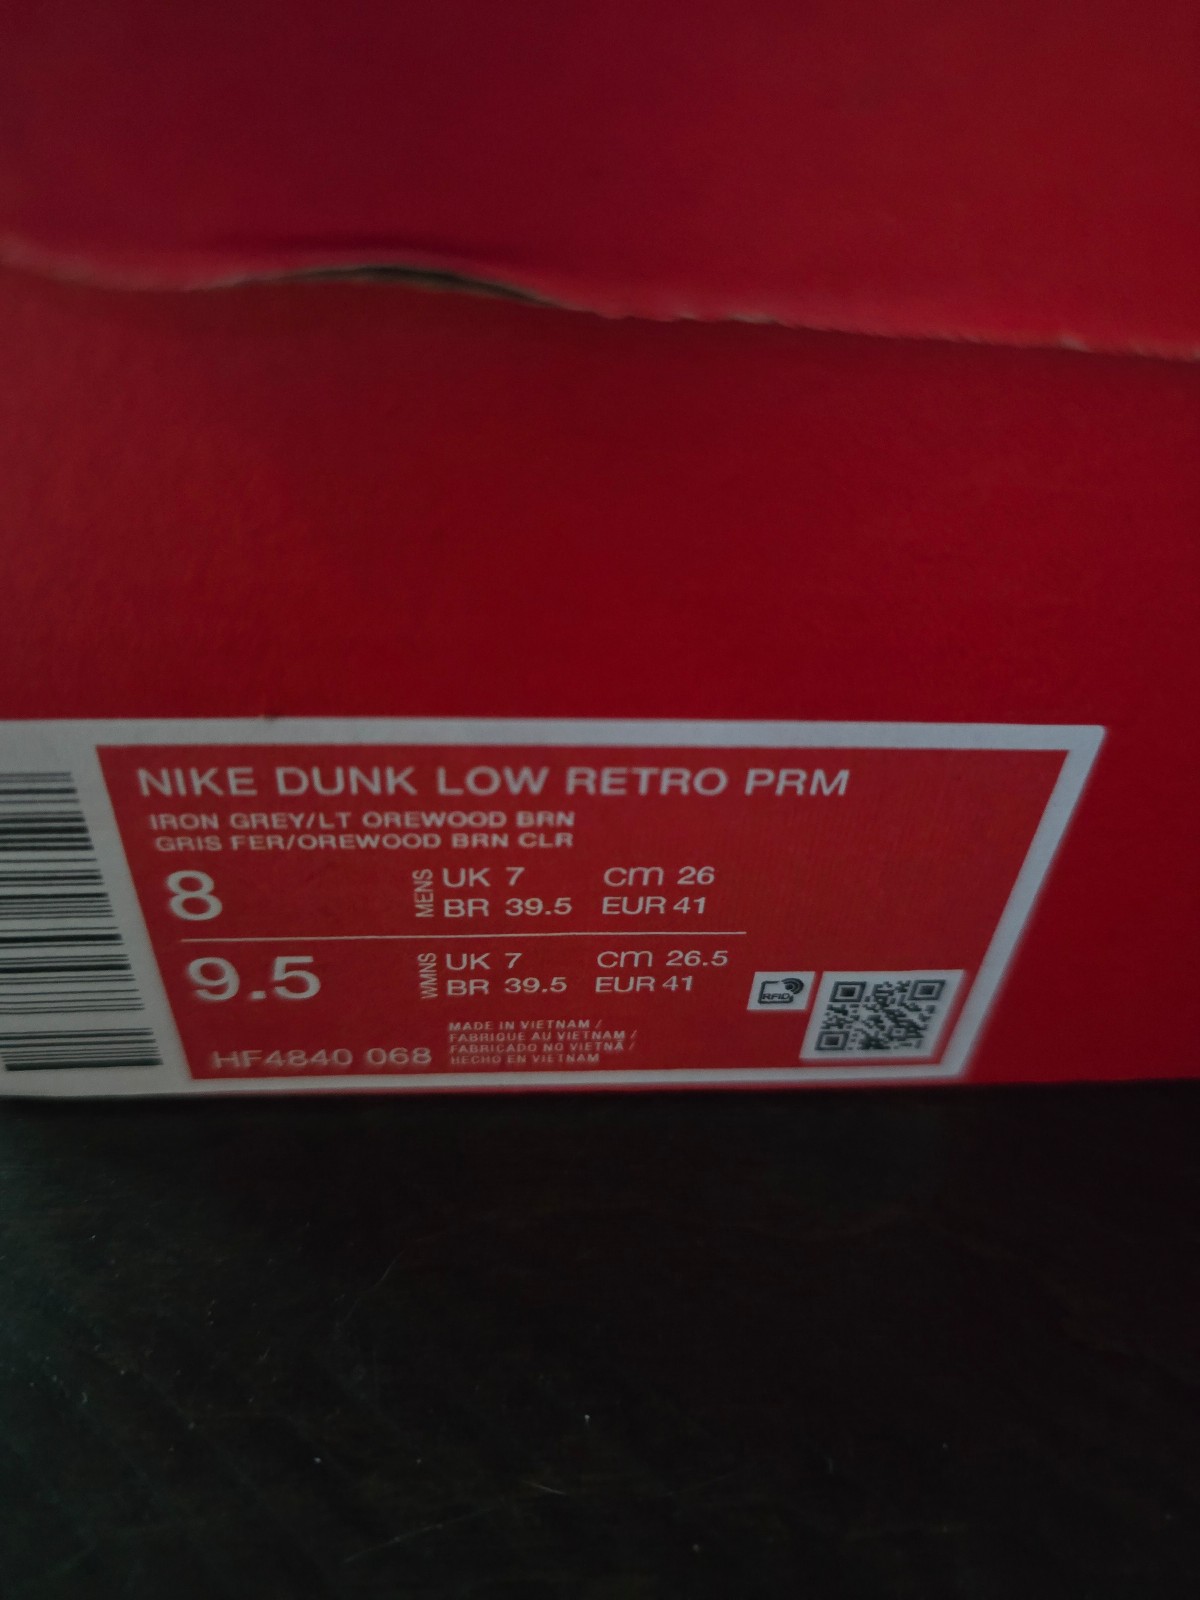 NIKE DUNK LOW RETRO PRM
IRON GREY/LT OREWOOD BRN
GRIS FER/OREWOOD BRN CLR
8 MENS UK 7 cm 26
BR 39.5 EUR 41
9.5 WMNS UK 7 cm 26.5
BR 39.5 EUR 41
RFID
MADE IN VIETNAM /
FABRIQUE AU VIETNAM /
FABRICADO NO VIETNÃ /
HECHO EN VIETNAM
HF4840 068